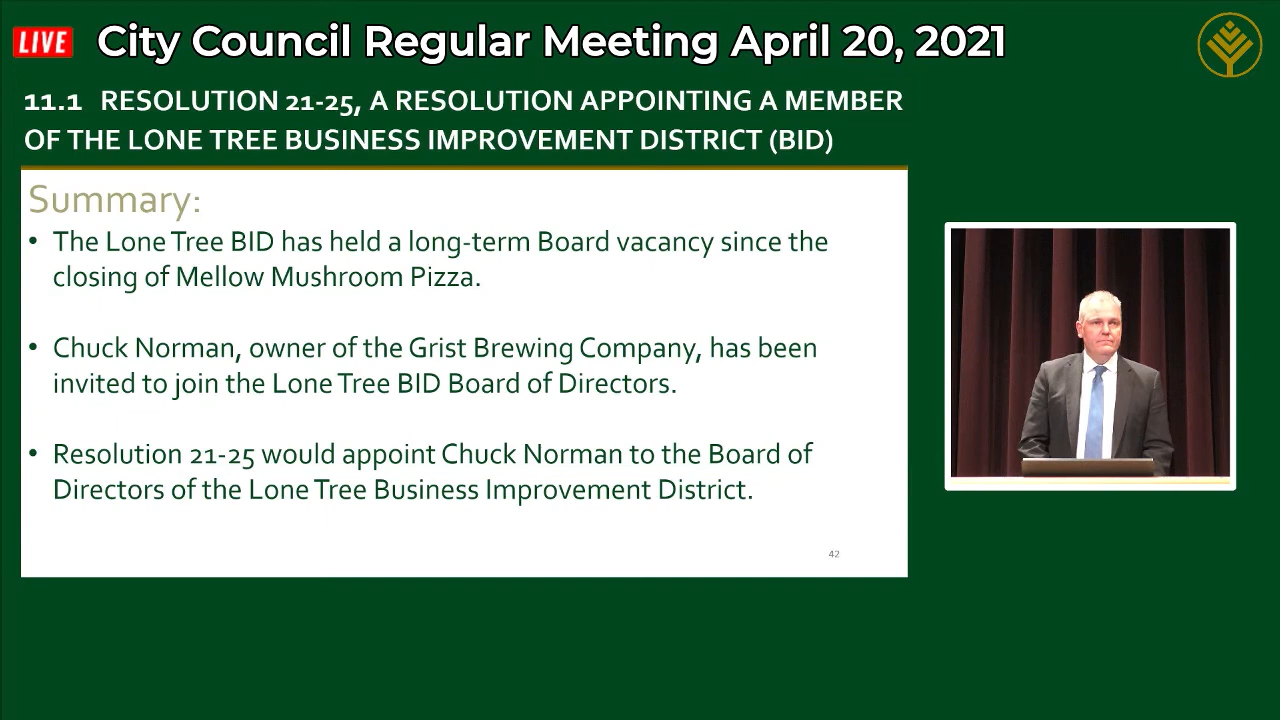 LIVE City Council Regular Meeting April 20, 2021
11.1 RESOLUTION 21-25, A RESOLUTION APPOINTING A MEMBER
OF THE LONE TREE BUSINESS IMPROVEMENT DISTRICT (BID)
Summary:
• The Lone Tree BID has held a long-term Board vacancy since the
closing of Mellow Mushroom Pizza.
• Chuck Norman, owner of the Grist Brewing Company, has been
invited to join the Lone Tree BID Board of Directors.
• Resolution 21-25 would appoint Chuck Norman to the Board of
Directors of the Lone Tree Business Improvement District.
42